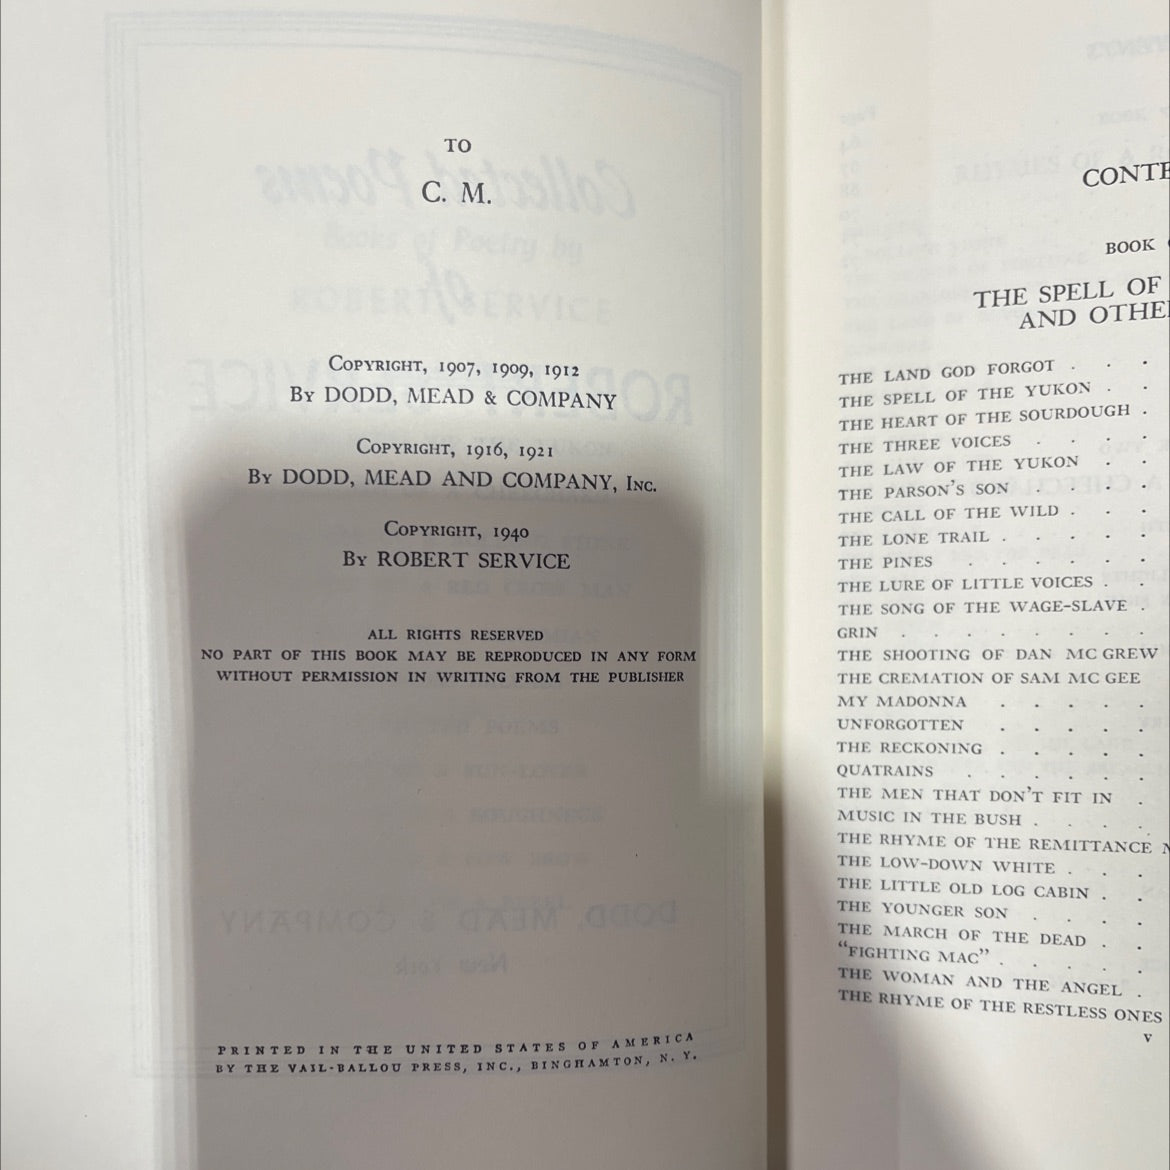 TO
C. M.
COPYRIGHT, 1907, 1909, 1912
BY DODD, MEAD & COMPANY
COPYRIGHT, 1916, 1921
BY DODD, MEAD AND COMPANY, INC.
COPYRIGHT, 1940
BY ROBERT SERVICE
ALL RIGHTS RESERVED
NO PART OF THIS BOOK MAY BE REPRODUCED IN ANY FORM
WITHOUT PERMISSION IN WRITING FROM THE PUBLISHER
PRINTED IN THE UNITED STATES OF AMERICA
BY THE VAIL-BALLOU PRESS, INC., BINGHAMTON, N. Y.
CONTE
BOOK
THE SPELL OF
AND OTHE
THE LAND GOD FORGOT . .
THE SPELL OF THE YUKON . .
THE HEART OF THE SOURDOUGH .
THE THREE VOICES . . . .
THE LAW OF THE YUKON . .
THE PARSON'S SON . . . .
THE CALL OF THE WILD . . .
THE LONE TRAIL . . . . .
THE PINES . . . . . .
THE LURE OF LITTLE VOICES . .
THE SONG OF THE WAGE-SLAVE .
GRIN . . . . . . . .
THE SHOOTING OF DAN MC GREW
THE CREMATION OF SAM MC GEE
MY MADONNA . . . . .
UNFORGOTTEN . . . . .
THE RECKONING . . . . .
QUATRAINS . . . . . .
THE MEN THAT DON'T FIT IN .
MUSIC IN THE BUSH . . . .
THE RHYME OF THE REMITTANCE
THE LOW-DOWN WHITE . . .
THE LITTLE OLD LOG CABIN . .
THE YOUNGER SON . . . .
THE MARCH OF THE DEAD . .
"FIGHTING MAC" . . . . .
THE WOMAN AND THE ANGEL .
THE RHYME OF THE RESTLESS ONES
v